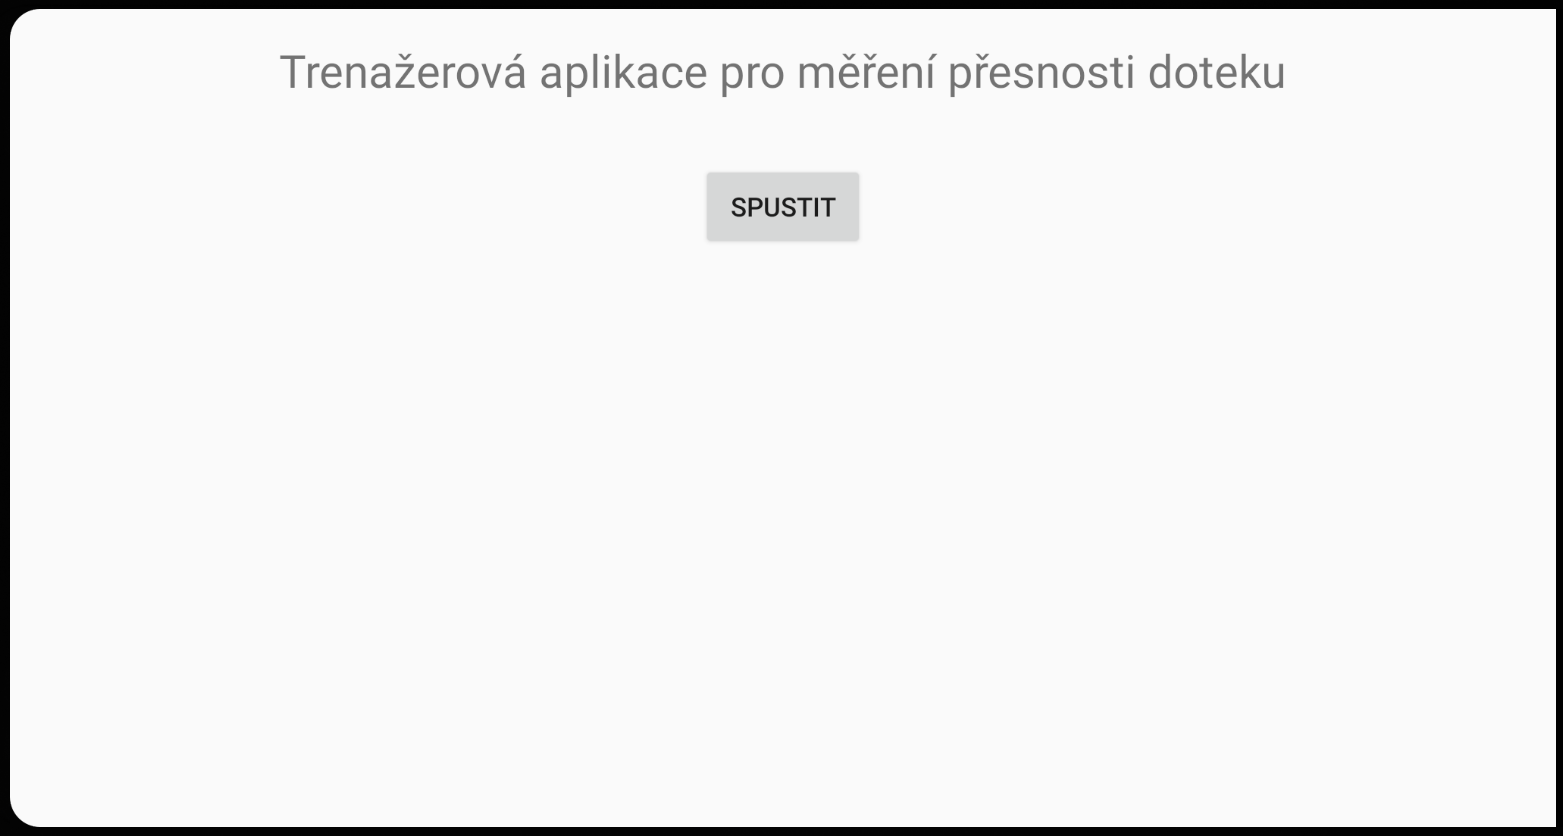 Trenažerová aplikace pro měření přesnosti doteku
SPUSTIT